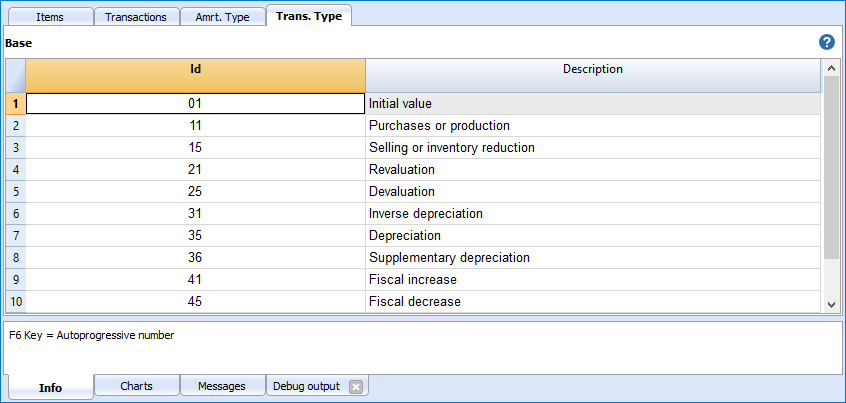 Items Transactions Amrt. Type Trans. Type
Base ?
Id Description
1 01 Initial value
2 11 Purchases or production
3 15 Selling or inventory reduction
4 21 Revaluation
5 25 Devaluation
6 31 Inverse depreciation
7 35 Depreciation
8 36 Supplementary depreciation
9 41 Fiscal increase
10 45 Fiscal decrease
F6 Key = Autoprogressive number
Info Charts Messages Debug output